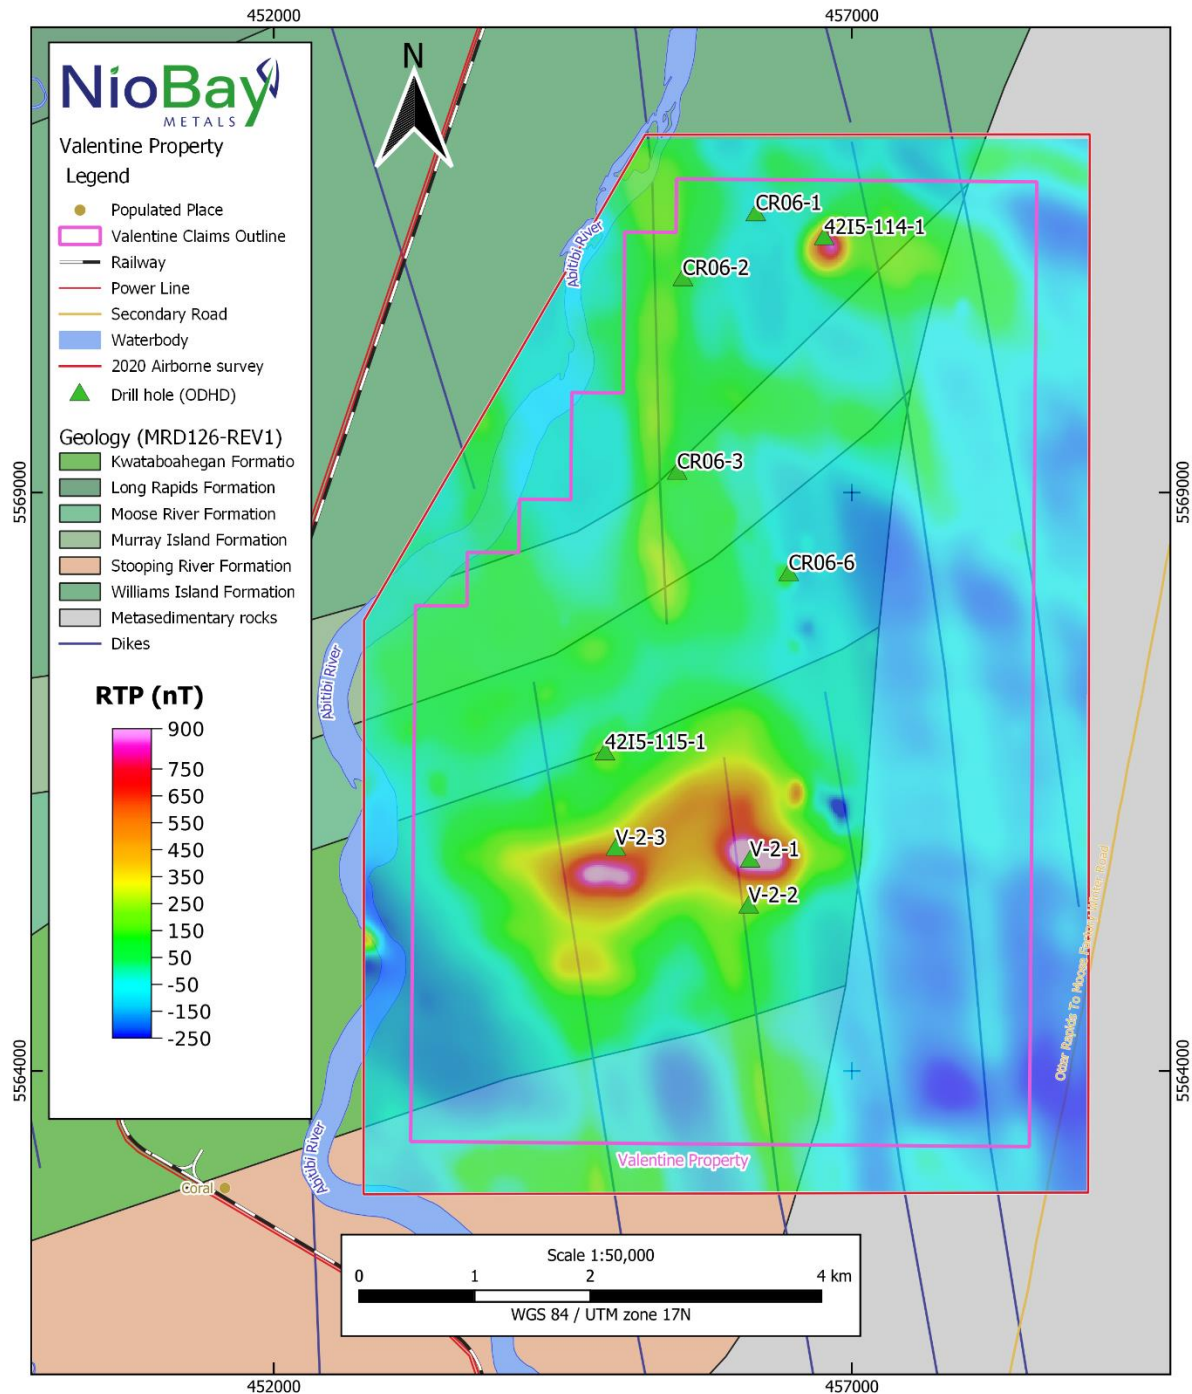 452000
457000
NioBay
METALS
Valentine Property
Legend
Populated Place
Valentine Claims Outline
Railway
Power Line
Secondary Road
Waterbody
2020 Airborne survey
Drill hole (ODHD)
Geology (MRD126-REV1)
Kwataboahegan Formatio
Long Rapids Formation
Moose River Formation
Murray Island Formation
Stooping River Formation
Williams Island Formation
Metasedimentary rocks
Dikes
RTP (nT)
900
750
650
550
450
350
250
150
50
-50
-150
-250
N
CR06-1
42I5-114-1
Abitibi River
CR06-2
CR06-3
5569000
5569000
CR06-6
Abitibi River
42I5-115-1
V-2-3
V-2-1
V-2-2
Otter Rapids To Moose
Road
5564000
5564000
Abitibi River
Valentine Property
Coral
Scale 1:50,000
0 1 2 4 km
WGS 84 / UTM zone 17N
452000
457000